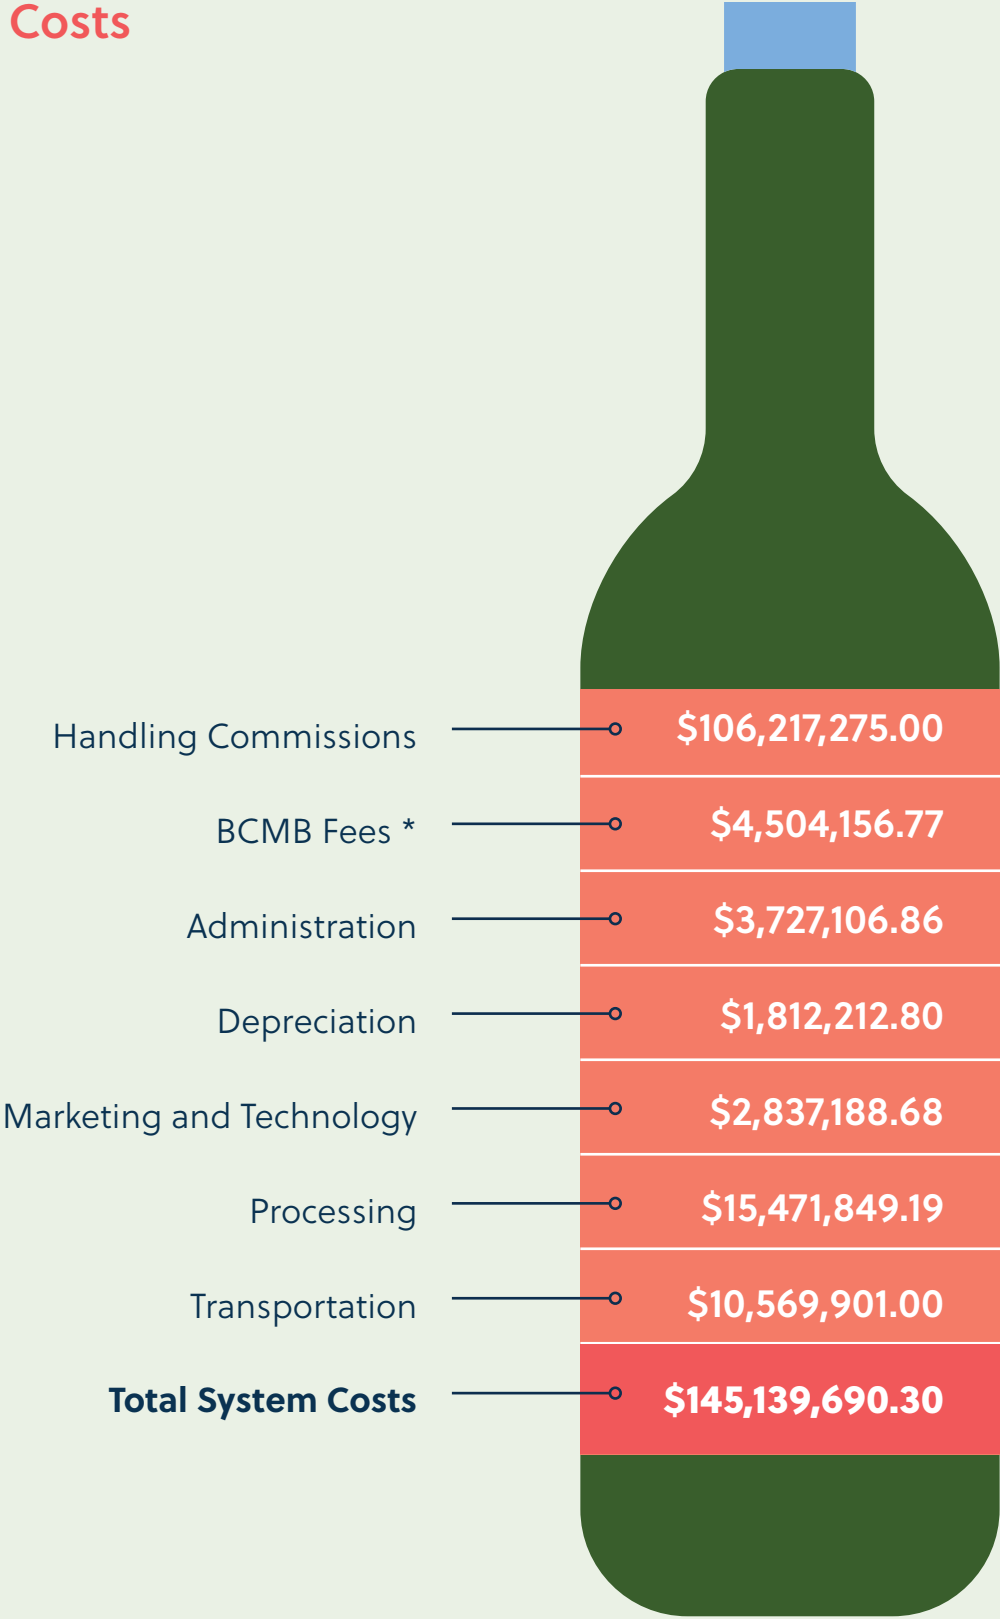 Costs
Handling Commissions $106,217,275.00
BCMB Fees * $4,504,156.77
Administration $3,727,106.86
Depreciation $1,812,212.80
Marketing and Technology $2,837,188.68
Processing $15,471,849.19
Transportation $10,569,901.00
Total System Costs $145,139,690.30